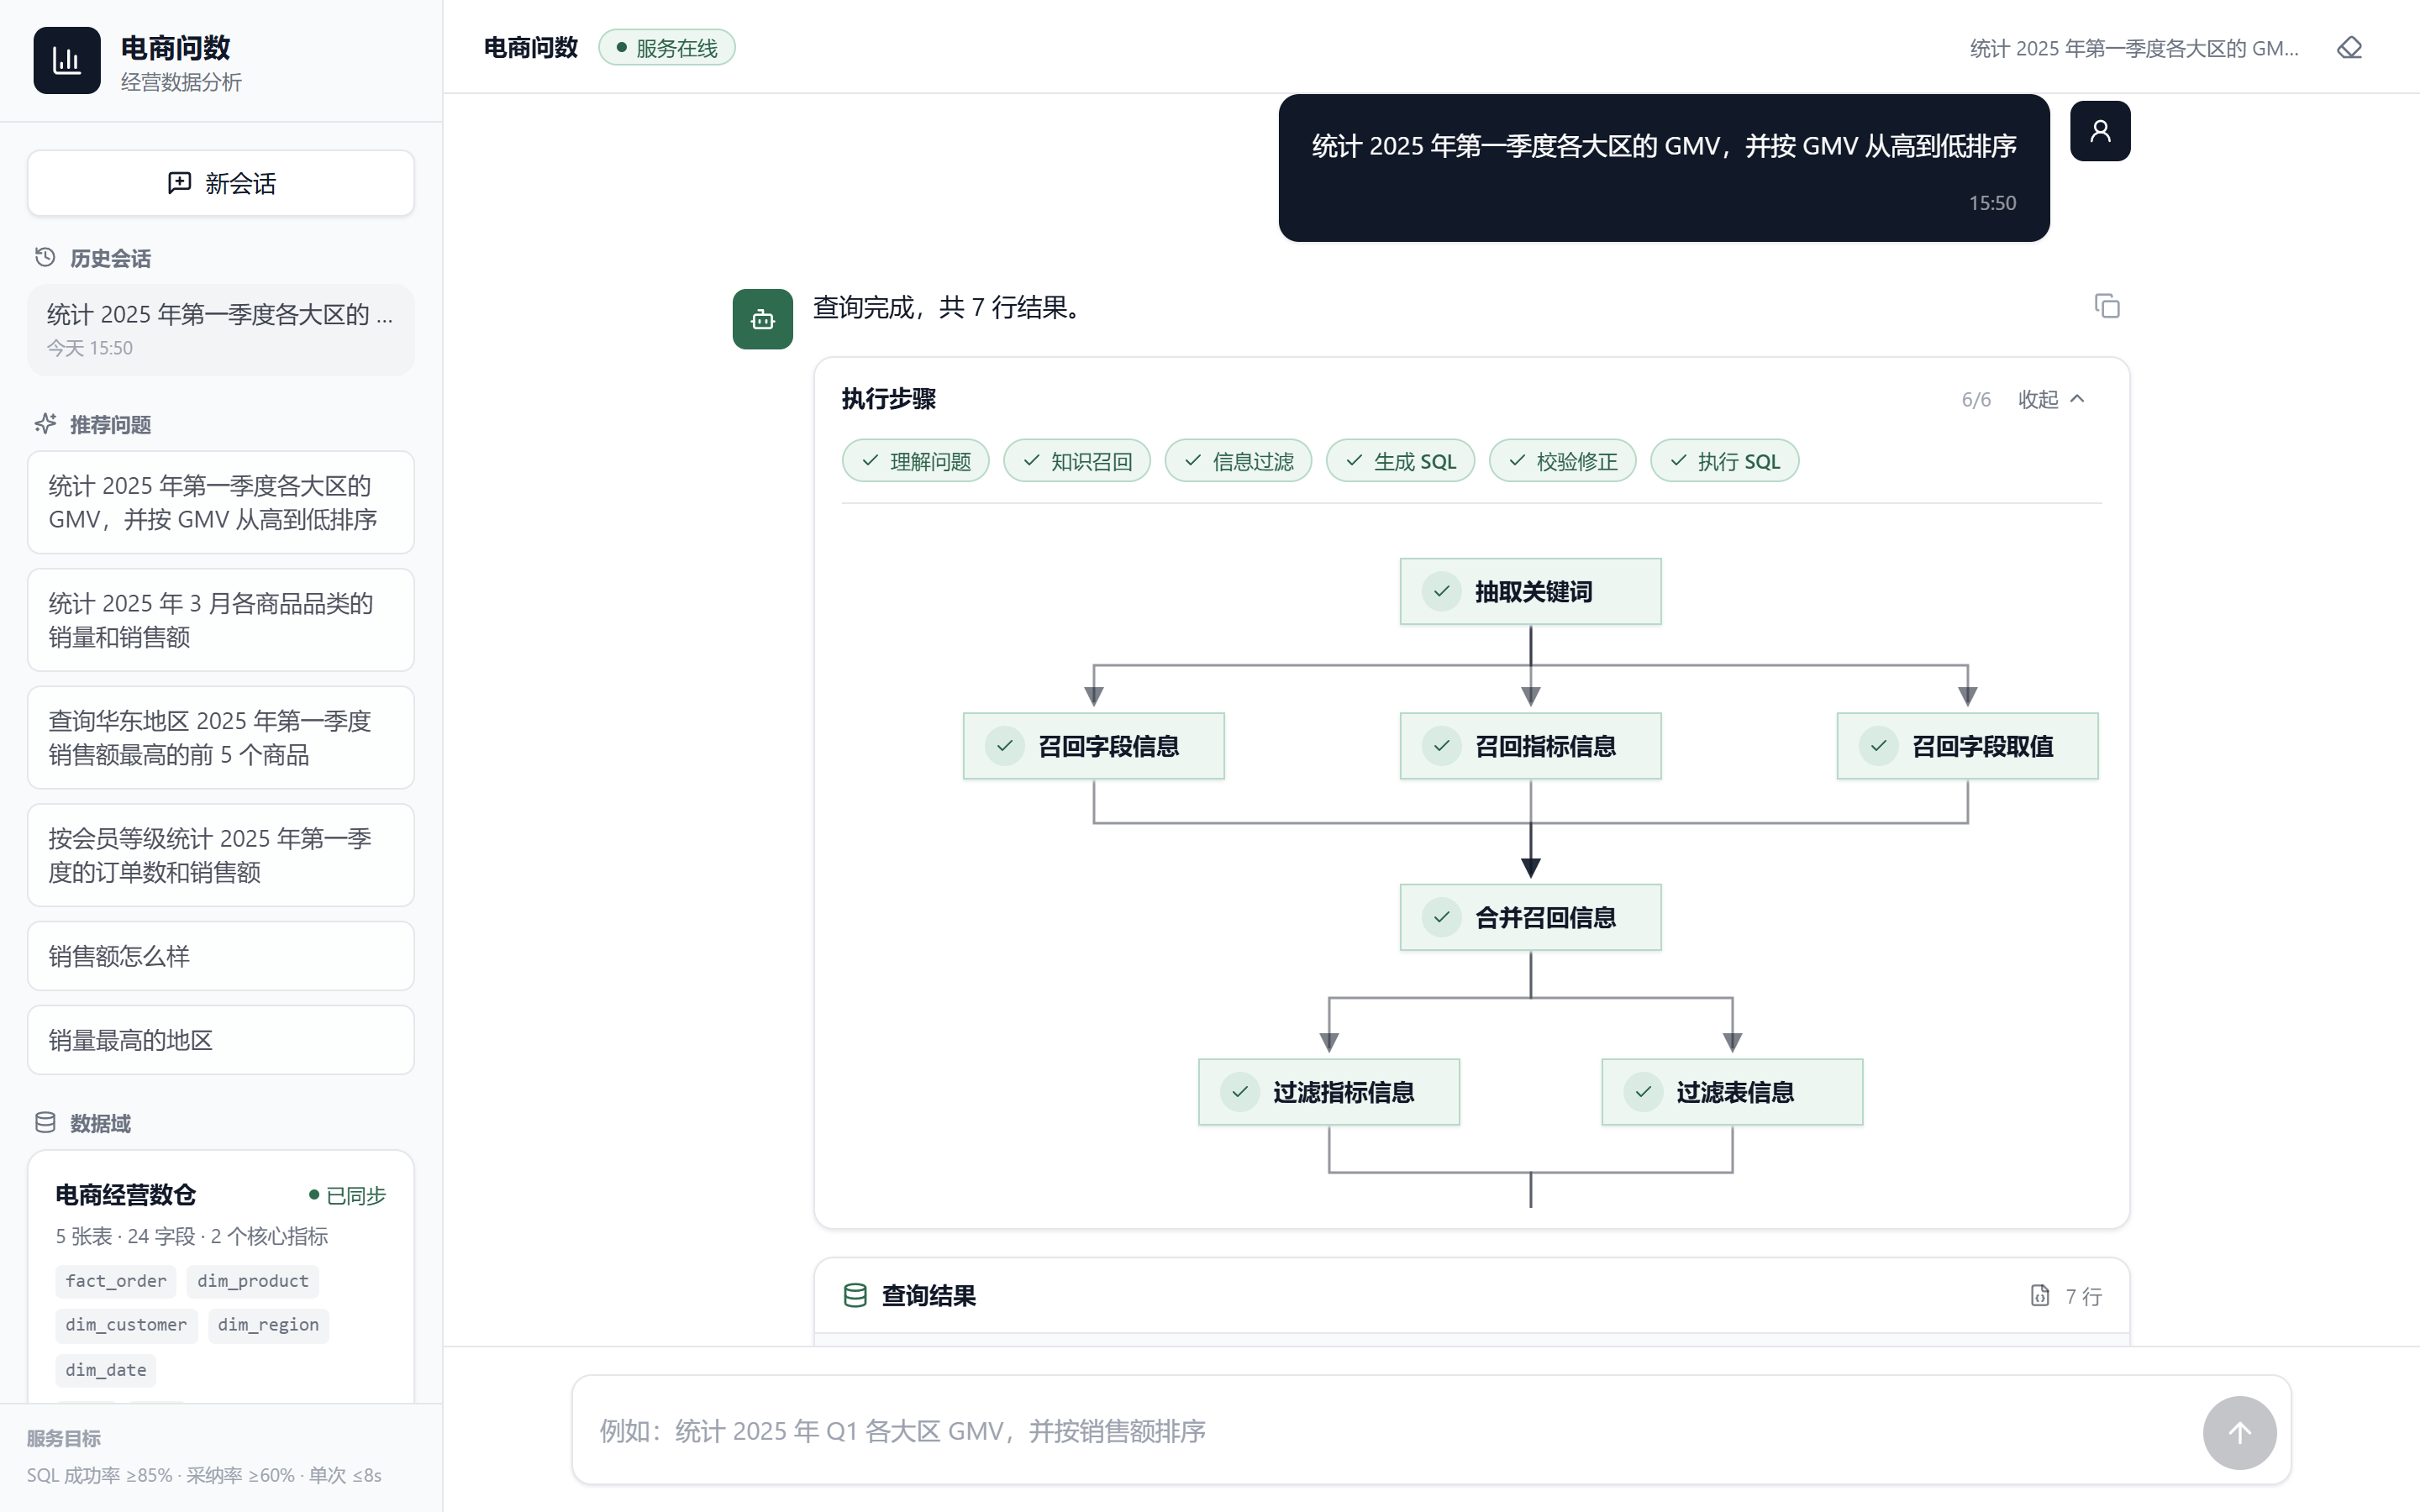 电商问数
经营数据分析
新会话
历史会话
统计 2025 年第一季度各大区的 ...
今天 15:50
推荐问题
统计 2025 年第一季度各大区的
GMV，并按 GMV 从高到低排序
统计 2025 年 3 月各商品品类的
销量和销售额
查询华东地区 2025 年第一季度
销售额最高的前 5 个商品
按会员等级统计 2025 年第一季
度的订单数和销售额
销售额怎么样
销量最高的地区
数据域
电商经营数仓
已同步
5 张表 · 24 字段 · 2 个核心指标
fact_order dim_product
dim_customer dim_region
dim_date
服务目标
SQL 成功率 ≥85% · 采纳率 ≥60% · 单次 ≤8s
电商问数
服务在线
统计 2025 年第一季度各大区的 GM...
统计 2025 年第一季度各大区的 GMV，并按 GMV 从高到低排序
15:50
查询完成，共 7 行结果。
执行步骤
6/6
收起
理解问题 知识召回 信息过滤 生成 SQL 校验修正 执行 SQL
抽取关键词
召回字段信息 召回指标信息 召回字段取值
合并召回信息
过滤指标信息 过滤表信息
查询结果
7 行
例如：统计 2025 年 Q1 各大区 GMV，并按销售额排序